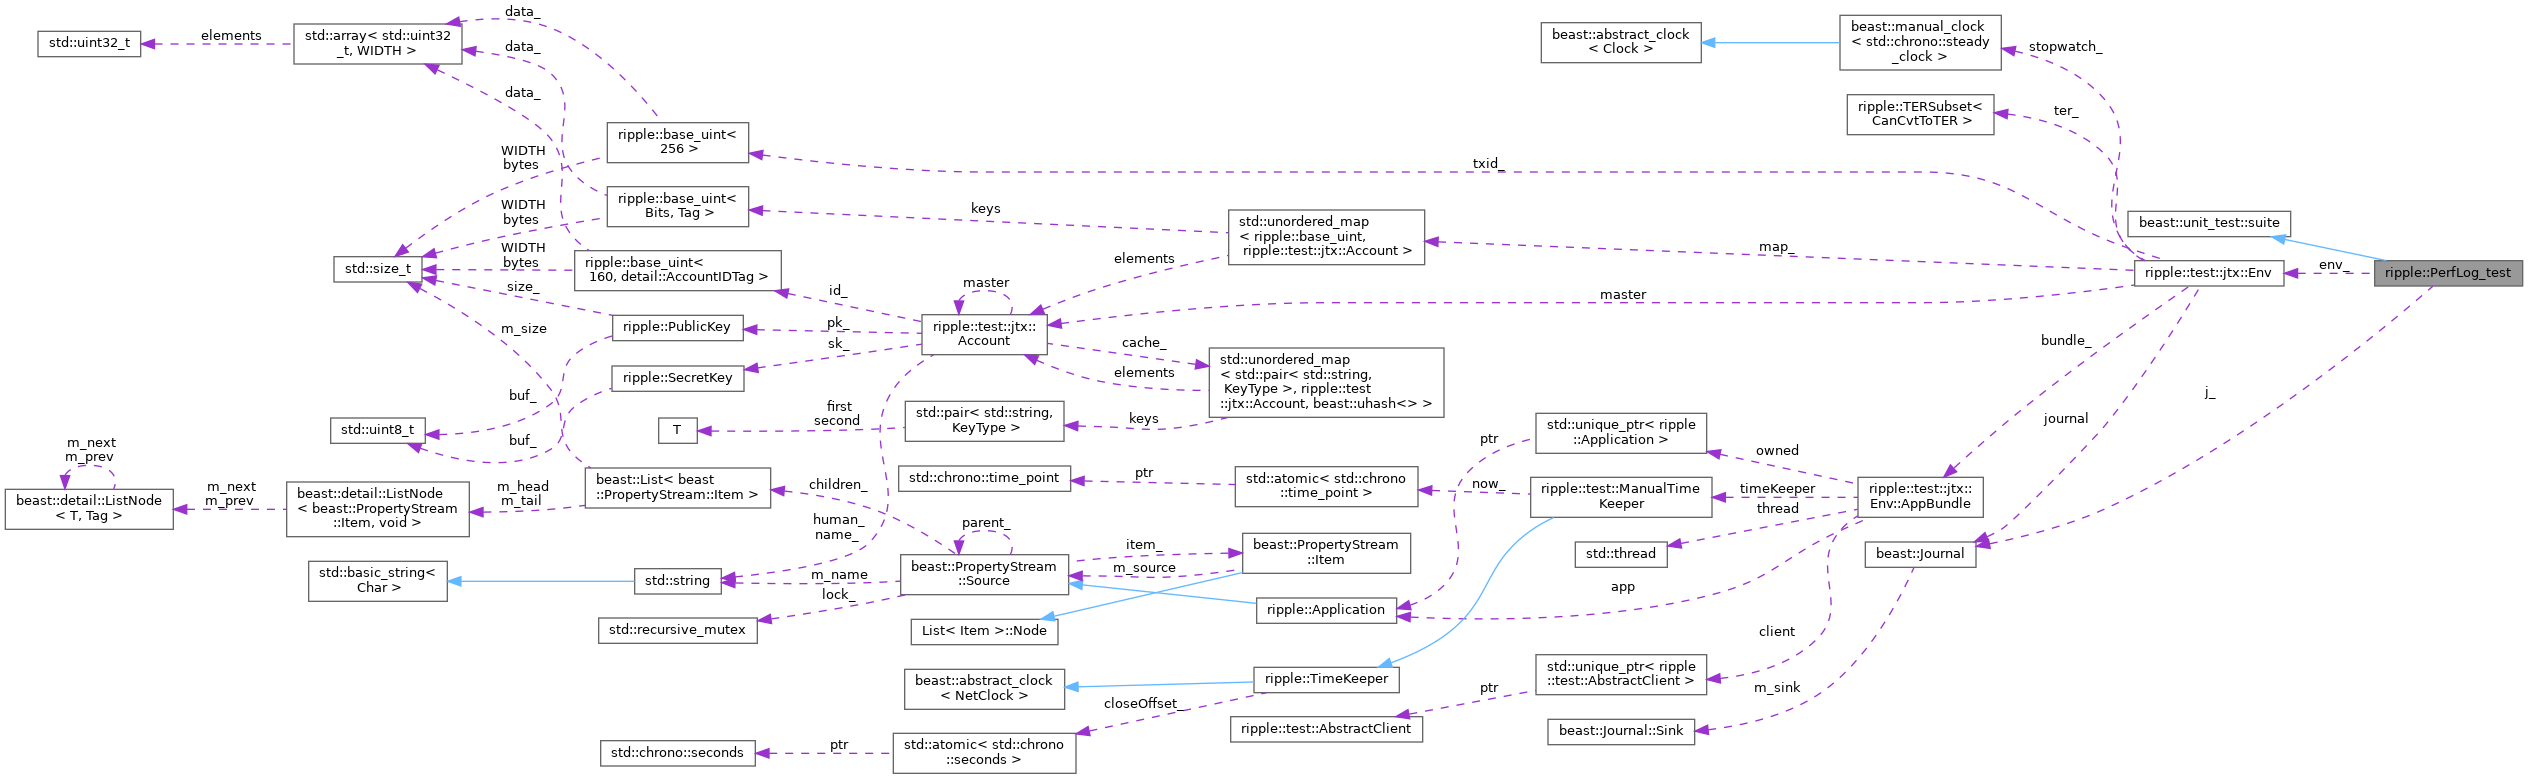 data_
std::uint32_t
elements
std::array< std::uint32
_t, WIDTH >
data_
data_
beast::abstract_clock
< Clock >
beast::manual_clock
< std::chrono::steady
_clock >
stopwatch_
ripple::TERSubset<
CanCvtToTER >
ter_
ripple::base_uint<
256 >
WIDTH
bytes
txid_
ripple::base_uint<
Bits, Tag >
WIDTH
bytes
keys
std::unordered_map
< ripple::base_uint,
ripple::test::jtx::Account >
map_
beast::unit_test::suite
std::size_t
WIDTH
bytes
ripple::base_uint<
160, detail::AccountIDTag >
elements
ripple::test::jtx::Env
env_
ripple::PerfLog_test
size_
id_
master
master
m_size
ripple::PublicKey
pk_
ripple::test::jtx::
Account
sk_
cache_
bundle_
ripple::SecretKey
elements
std::unordered_map
< std::pair< std::string,
KeyType >, ripple::test
::jtx::Account, beast::uhash<> >
buf_
std::uint8_t
buf_
T
first
second
std::pair< std::string,
KeyType >
keys
ptr
std::unique_ptr< ripple
::Application >
owned
journal
j_
m_next
m_prev
beast::detail::ListNode
< T, Tag >
m_next
m_prev
beast::detail::ListNode
< beast::PropertyStream
::Item, void >
m_head
m_tail
beast::List< beast
::PropertyStream::Item >
children_
std::chrono::time_point
ptr
std::atomic< std::chrono
::time_point >
now_
ripple::test::ManualTime
Keeper
timeKeeper
thread
ripple::test::jtx::
Env::AppBundle
human_
name_
parent_
item_
m_source
beast::PropertyStream
::Item
std::thread
beast::Journal
std::basic_string<
Char >
std::string
m_name
lock_
beast::PropertyStream
::Source
app
ripple::Application
std::recursive_mutex
List< Item >::Node
client
beast::abstract_clock
< NetClock >
ripple::TimeKeeper
std::unique_ptr< ripple
::test::AbstractClient >
ptr
m_sink
closeOffset_
ripple::test::AbstractClient
beast::Journal::Sink
std::chrono::seconds
ptr
std::atomic< std::chrono
::seconds >